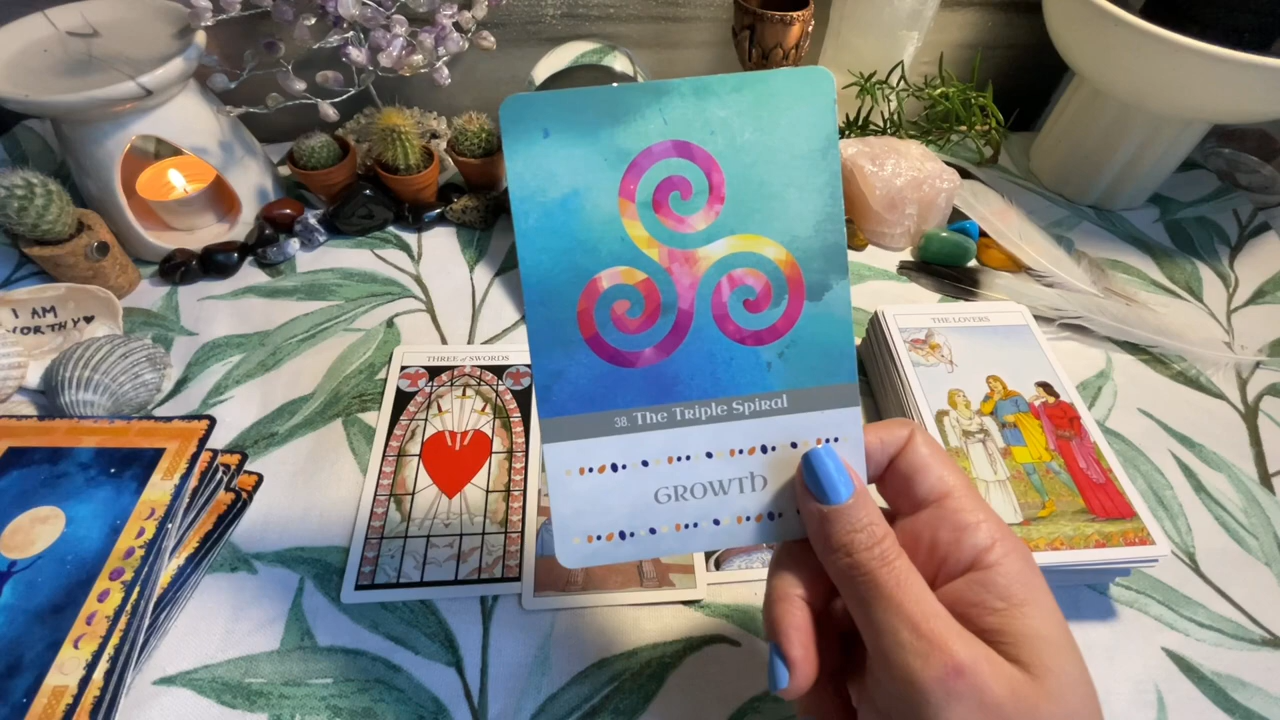 I AM
WORTHY♥
THREE of SWORDS
THE LOVERS
38. The Triple Spiral
GROWTH